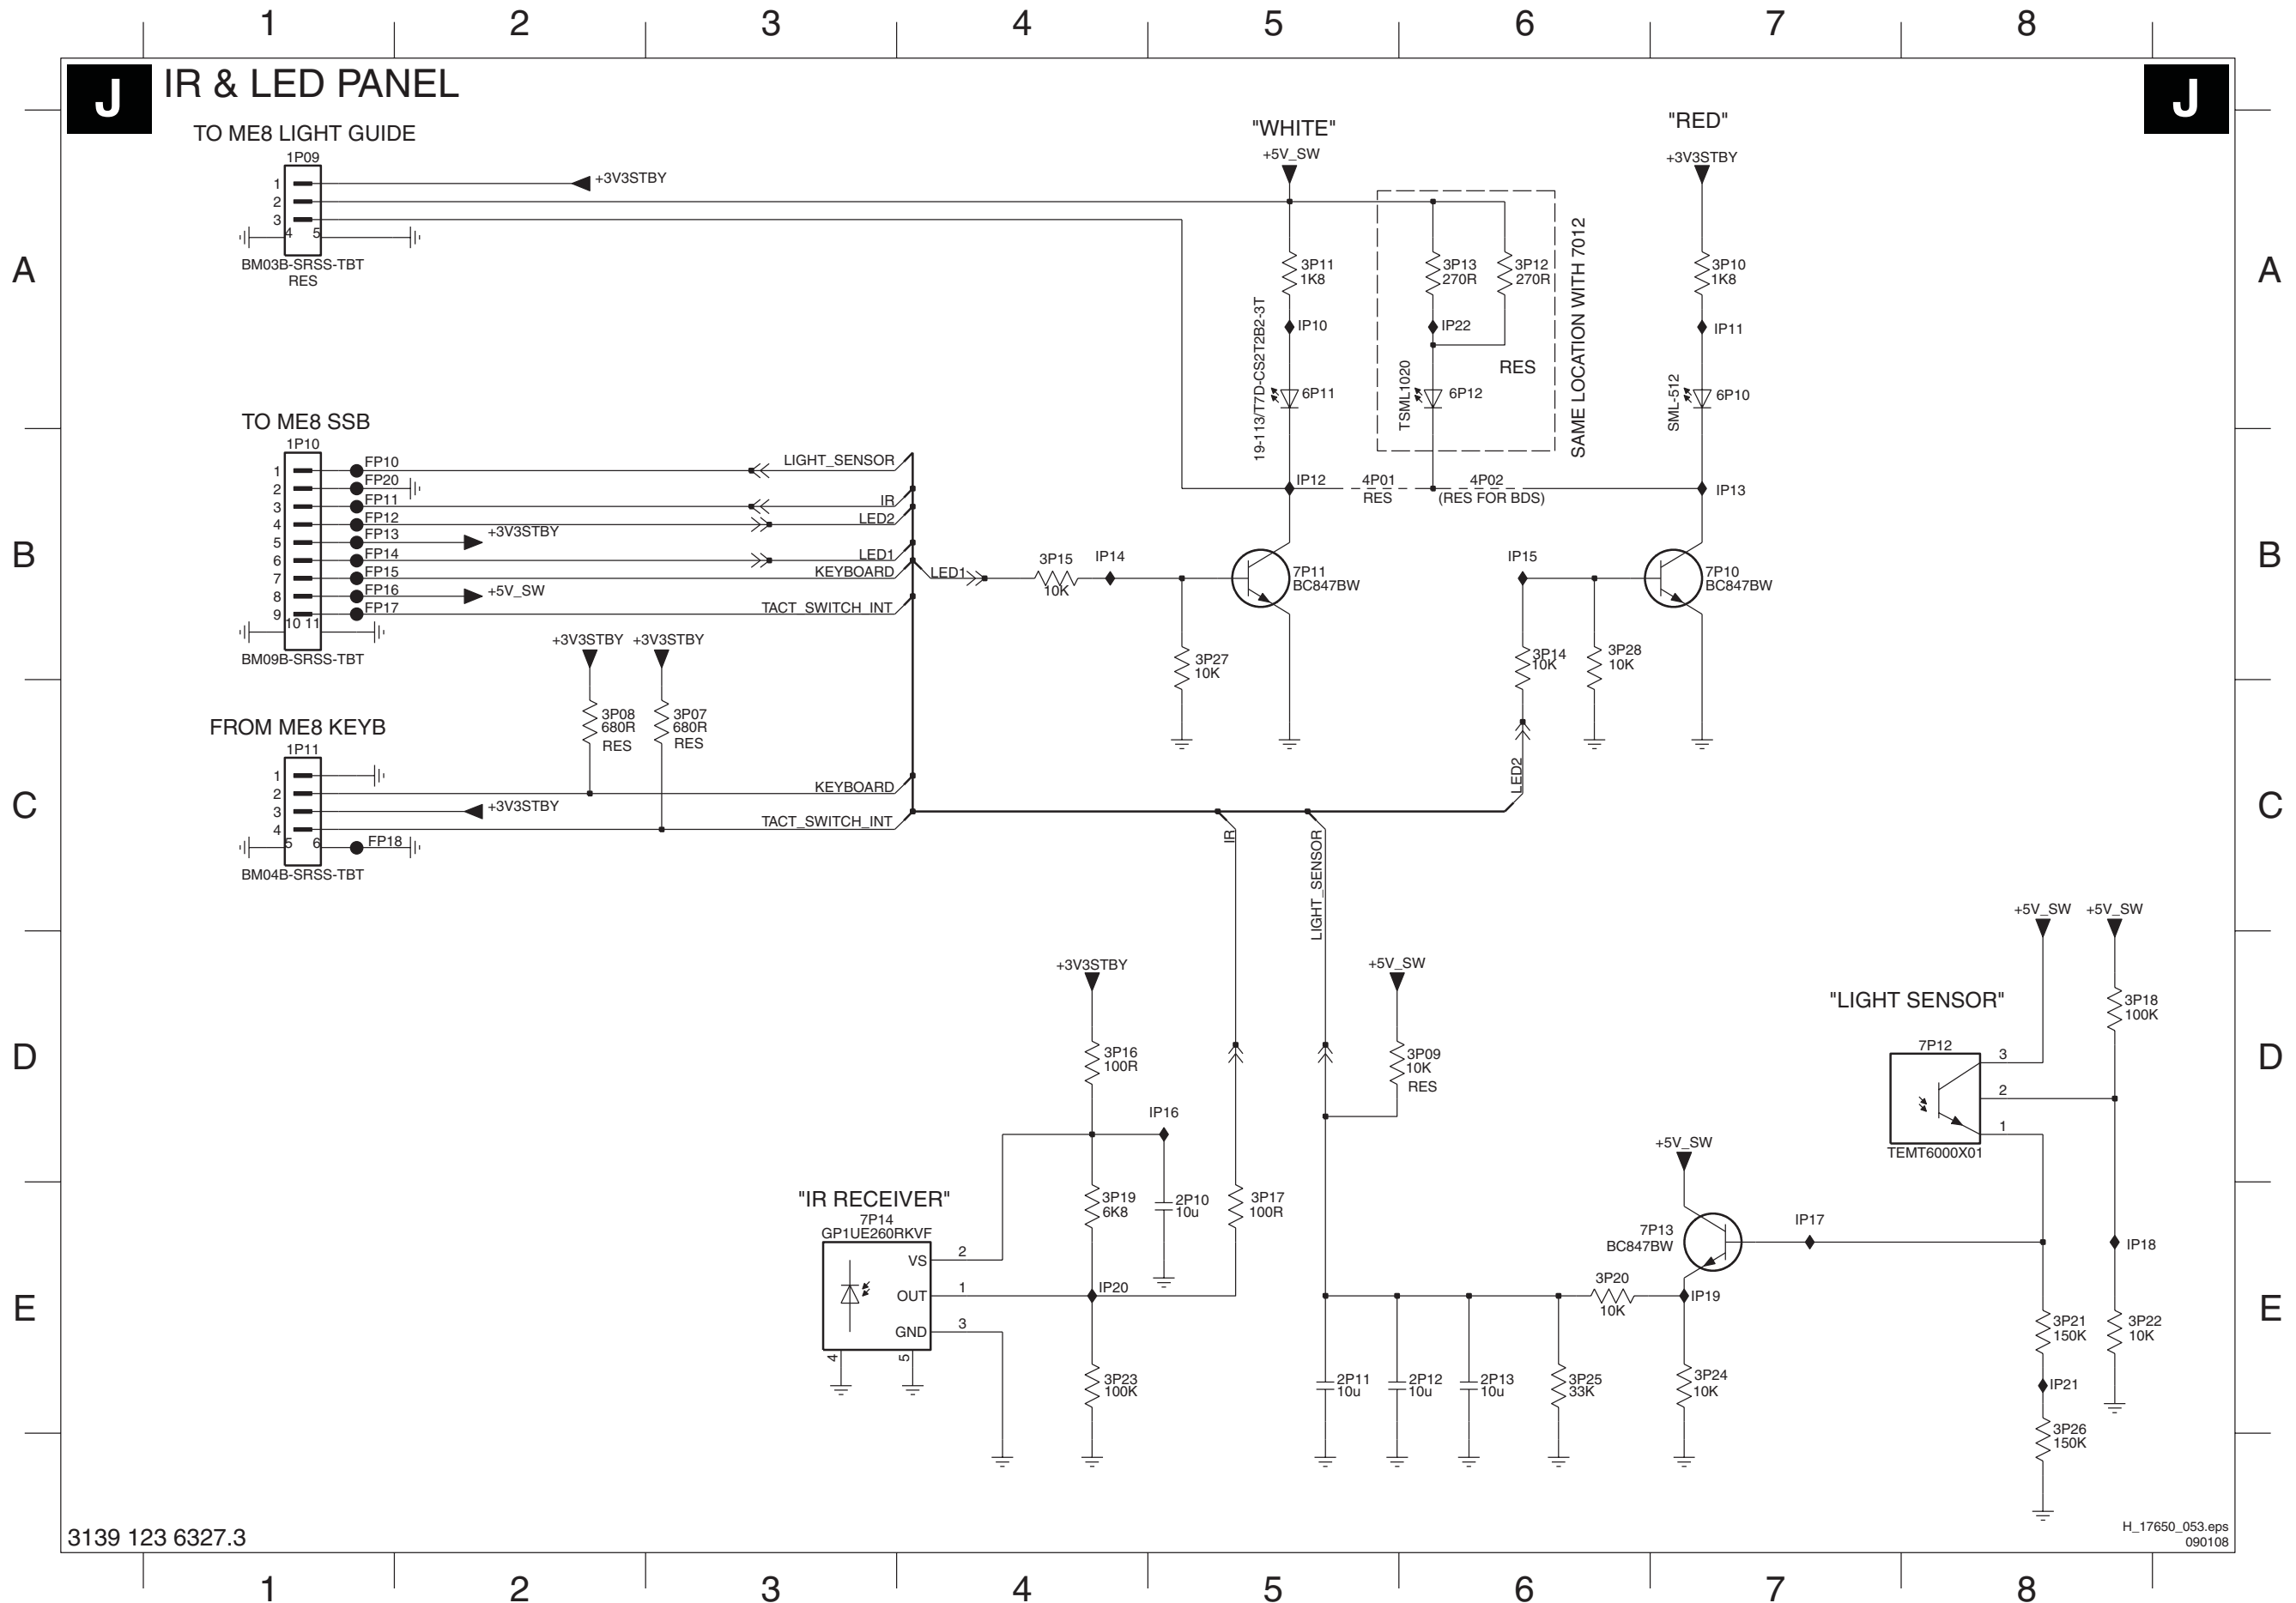 1 2 3 4 5 6 7 8
J IR & LED PANEL J
TO ME8 LIGHT GUIDE
1P09
1
2
3
4 5
+3V3STBY
BM03B-SRSS-TBT
RES
"WHITE"
+5V_SW
3P11
1K8
IP10
19-113/T7D-CS2T2B2-3T
6P11
3P13
270R
3P12
270R
IP22
RES
TSML1020
6P12
SAME LOCATION WITH 7012
"RED"
+3V3STBY
3P10
1K8
IP11
SML-512
6P10
A A
TO ME8 SSB
1P10
1 FP10 LIGHT_SENSOR
2 FP20
3 FP11 IR
4 FP12 LED2
5 FP13 +3V3STBY
6 FP14 LED1
7 FP15 KEYBOARD
8 FP16 +5V_SW
9 FP17 TACT_SWITCH_INT
10 11
BM09B-SRSS-TBT
IP12
4P01
RES
4P02
(RES FOR BDS)
IP13
LED1
3P15
10K
IP14
7P11
BC847BW
IP15
7P10
BC847BW
3P27
10K
3P14
10K
3P28
10K
B B
+3V3STBY +3V3STBY
3P08
680R
RES
3P07
680R
RES
FROM ME8 KEYB
1P11
1
2 KEYBOARD
3 +3V3STBY
4 TACT_SWITCH_INT
5 6 FP18
BM04B-SRSS-TBT
LED2
IR
LIGHT_SENSOR
C C
+3V3STBY
3P16
100R
IP16
+5V_SW
3P09
10K
RES
+5V_SW +5V_SW
"LIGHT SENSOR"
3P18
100K
7P12
3
2
1
TEMT6000X01
D D
"IR RECEIVER"
7P14
GP1UE260RKVF
VS 2
OUT 1
GND 3
4 5
3P19
6K8
2P10
10u
3P17
100R
IP20
3P23
100K
+5V_SW
7P13
BC847BW
IP17
IP18
3P20
10K
IP19
2P11
10u
2P12
10u
2P13
10u
3P25
33K
3P24
10K
3P21
150K
3P22
10K
IP21
3P26
150K
E E
3139 123 6327.3
H_17650_053.eps
090108
1 2 3 4 5 6 7 8